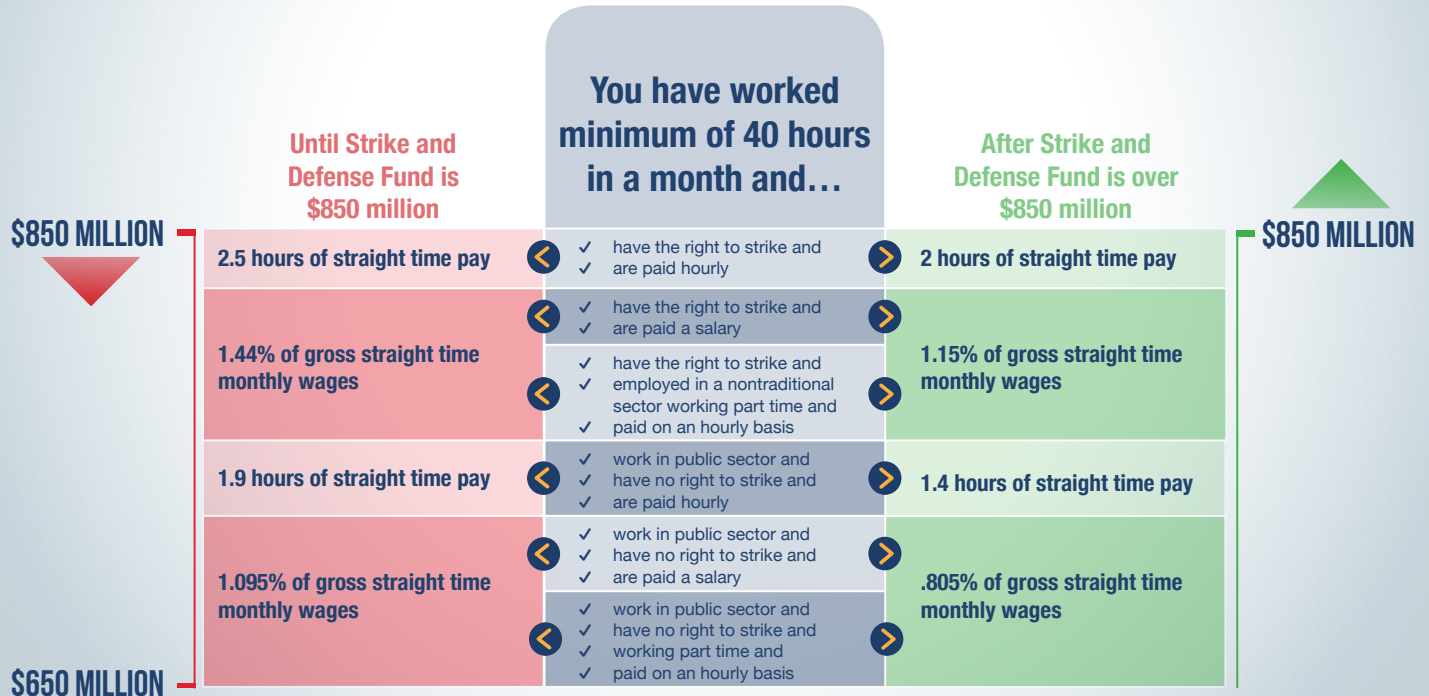 You have worked
minimum of 40 hours
in a month and…
Until Strike and
Defense Fund is
$850 million
After Strike and
Defense Fund is over
$850 million
$850 MILLION
$850 MILLION
2.5 hours of straight time pay
✓ have the right to strike and
✓ are paid hourly
2 hours of straight time pay
✓ have the right to strike and
✓ are paid a salary
1.44% of gross straight time
monthly wages
✓ have the right to strike and
✓ employed in a nontraditional
sector working part time and
✓ paid on an hourly basis
1.15% of gross straight time
monthly wages
1.9 hours of straight time pay
✓ work in public sector and
✓ have no right to strike and
✓ are paid hourly
1.4 hours of straight time pay
✓ work in public sector and
✓ have no right to strike and
✓ are paid a salary
1.095% of gross straight time
monthly wages
✓ work in public sector and
✓ have no right to strike and
✓ working part time and
✓ paid on an hourly basis
.805% of gross straight time
monthly wages
$650 MILLION